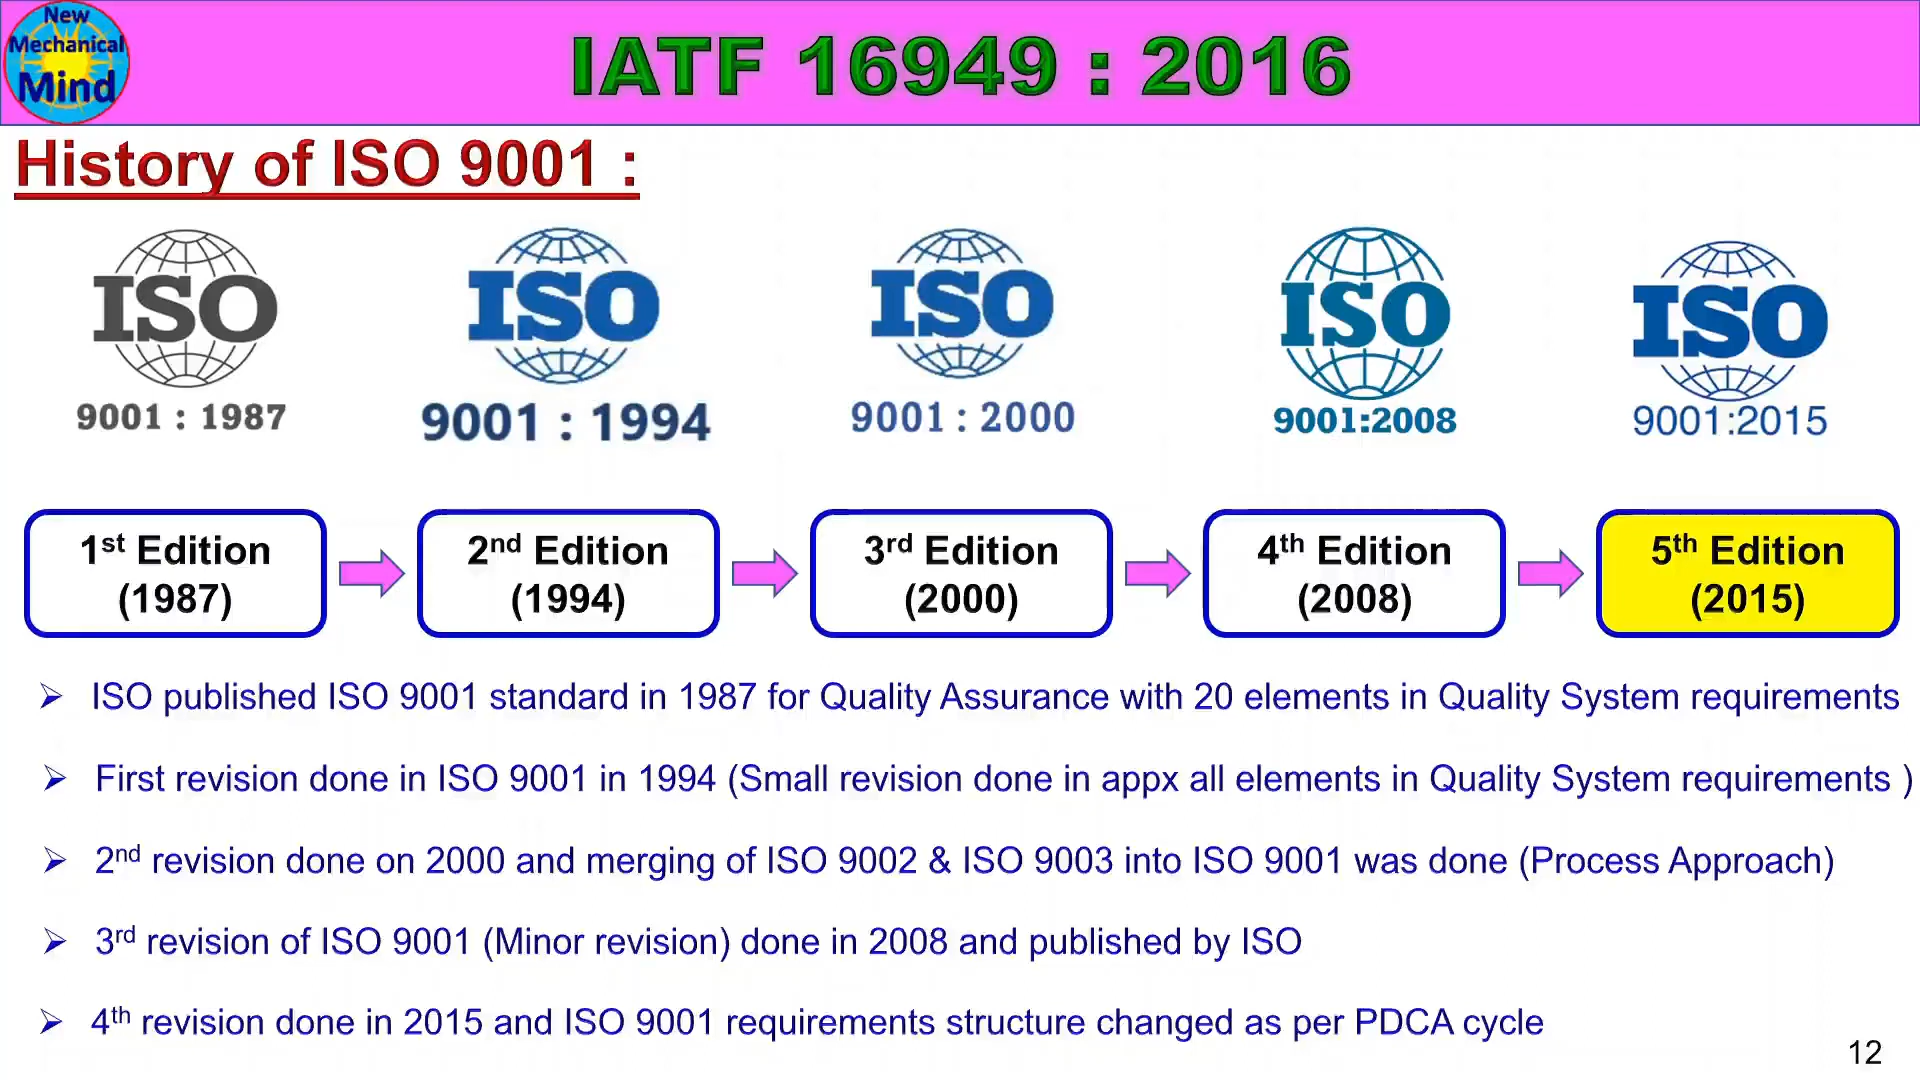 New
Mechanical
Mind
IATF 16949 : 2016
History of ISO 9001 :
ISO
9001 : 1987
ISO
9001 : 1994
ISO
9001 : 2000
ISO
9001:2008
ISO
9001:2015
1st Edition
(1987)
2nd Edition
(1994)
3rd Edition
(2000)
4th Edition
(2008)
5th Edition
(2015)
➢ ISO published ISO 9001 standard in 1987 for Quality Assurance with 20 elements in Quality System requirements
➢ First revision done in ISO 9001 in 1994 (Small revision done in appx all elements in Quality System requirements )
➢ 2nd revision done on 2000 and merging of ISO 9002 & ISO 9003 into ISO 9001 was done (Process Approach)
➢ 3rd revision of ISO 9001 (Minor revision) done in 2008 and published by ISO
➢ 4th revision done in 2015 and ISO 9001 requirements structure changed as per PDCA cycle
12